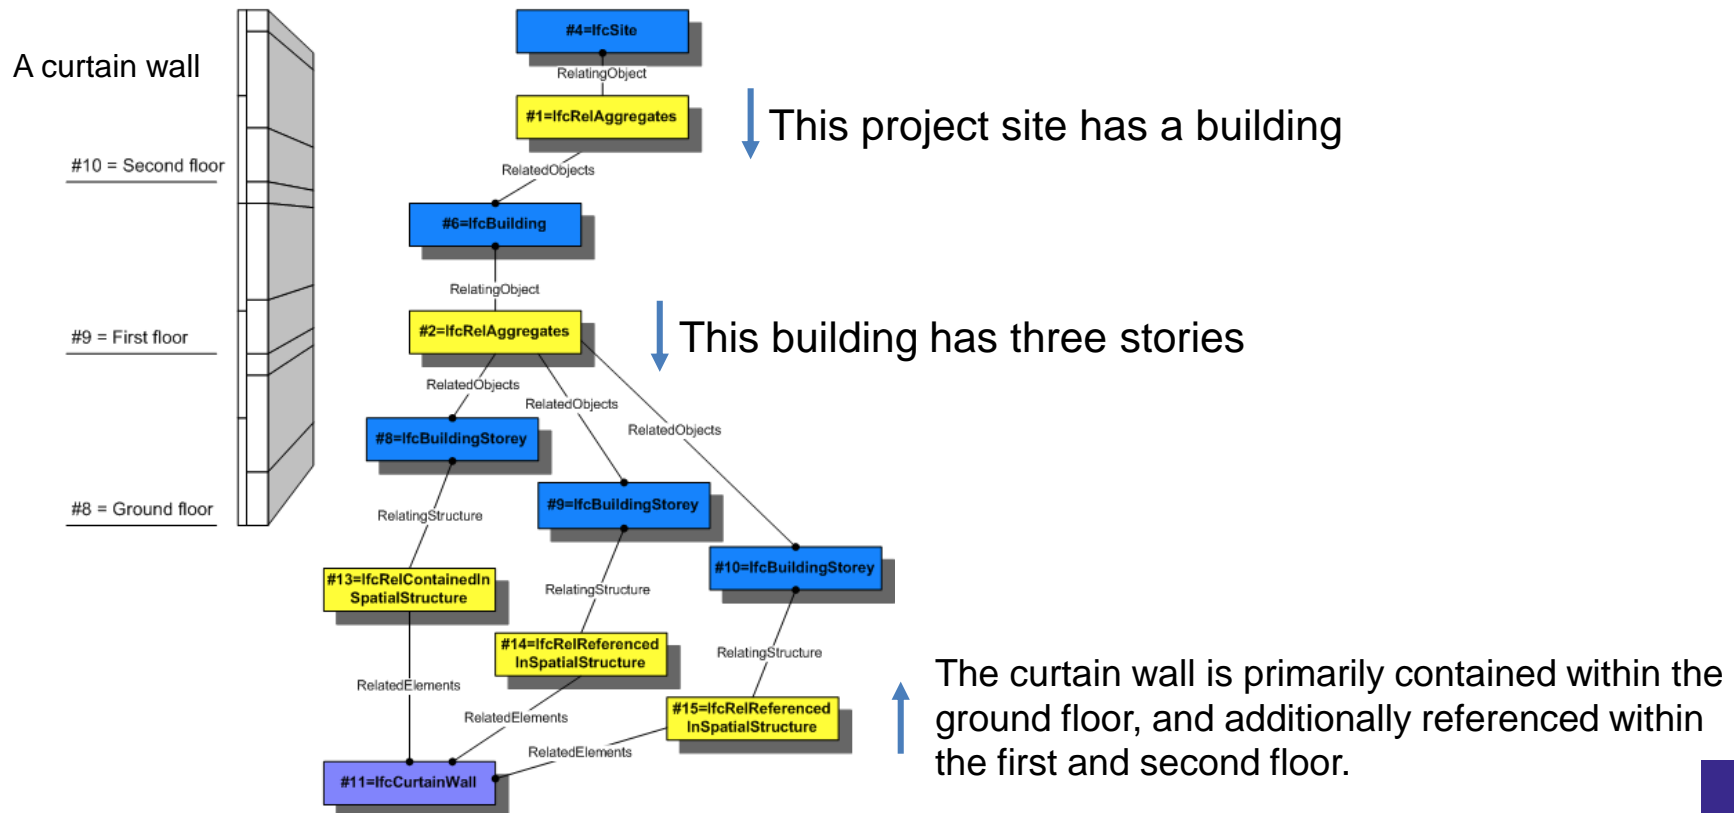 A curtain wall
#10 = Second floor
#9 = First floor
#8 = Ground floor
#4=IfcSite
RelatingObject
#1=IfcRelAggregates
This project site has a building
RelatedObjects
#6=IfcBuilding
RelatingObject
#2=IfcRelAggregates
This building has three stories
RelatedObjects
RelatedObjects
RelatedObjects
#8=IfcBuildingStorey
#9=IfcBuildingStorey
#10=IfcBuildingStorey
RelatingStructure
RelatingStructure
RelatingStructure
#13=IfcRelContainedIn
SpatialStructure
#14=IfcRelReferenced
InSpatialStructure
#15=IfcRelReferenced
InSpatialStructure
RelatedElements
RelatedElements
RelatedElements
#11=IfcCurtainWall
The curtain wall is primarily contained within the
ground floor, and additionally referenced within
the first and second floor.